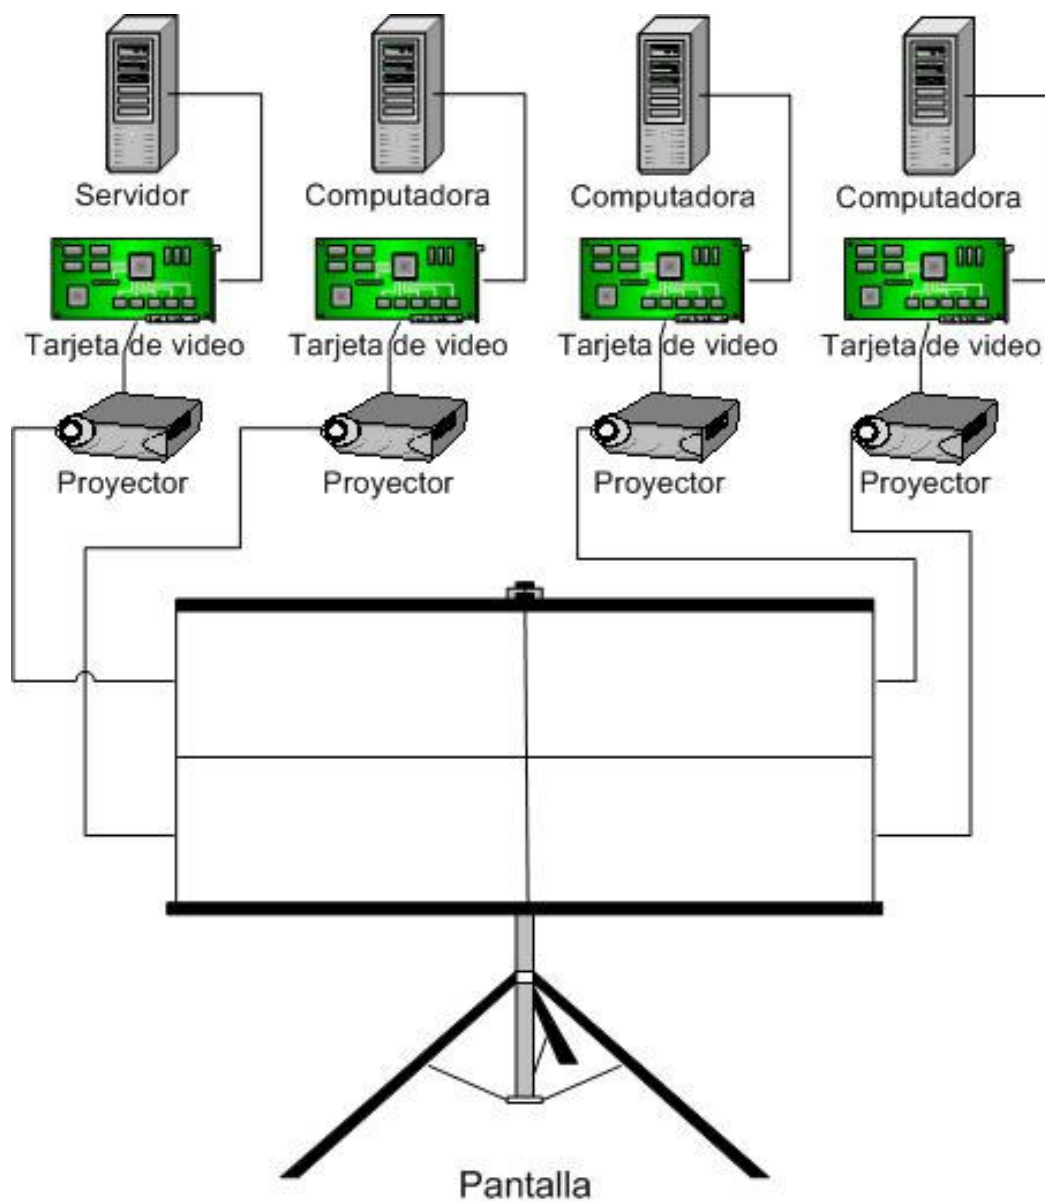 Servidor
Computadora
Computadora
Computadora
Tarjeta de video
Tarjeta de video
Tarjeta de video
Tarjeta de video
Proyector
Proyector
Proyector
Proyector
Pantalla